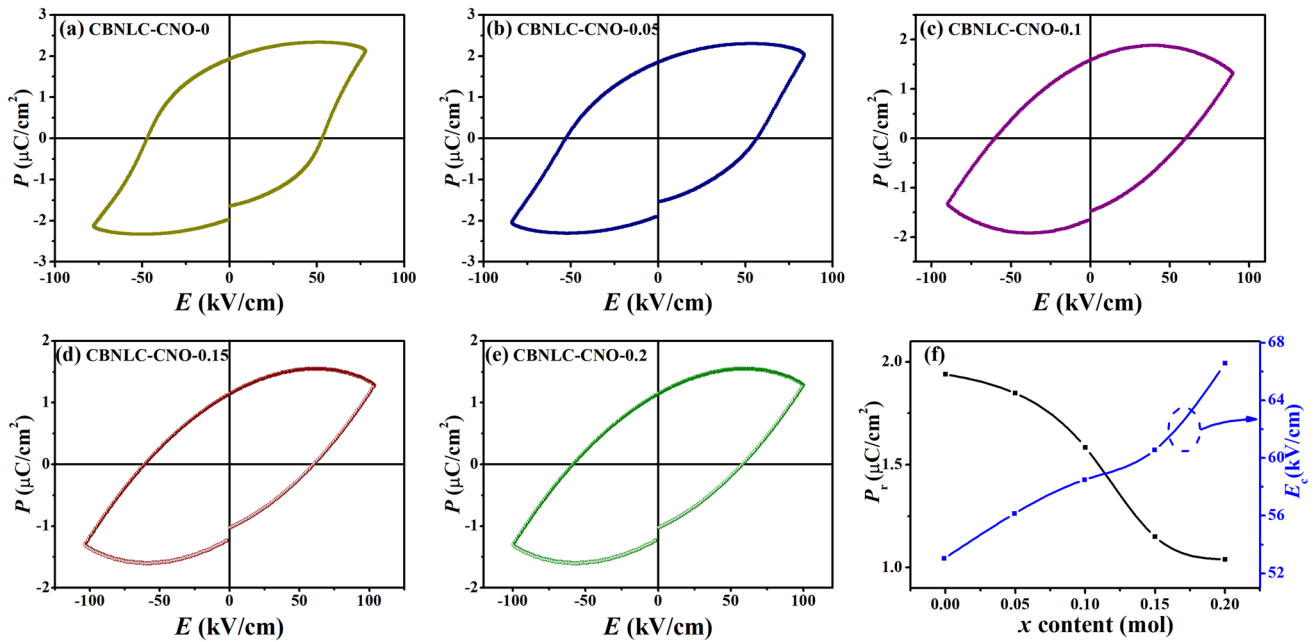 (a) CBNLC-CNO-0
3
2
1
0
-1
-2
-3
P (μC/cm²)
-100 -50 0 50 100
E (kV/cm)
(b) CBNLC-CNO-0.05
3
2
1
0
-1
-2
-3
P (μC/cm²)
-100 -50 0 50 100
E (kV/cm)
(c) CBNLC-CNO-0.1
2
1
0
-1
-2
P (μC/cm²)
-100 -50 0 50 100
E (kV/cm)
(d) CBNLC-CNO-0.15
2
1
0
-1
-2
P (μC/cm²)
-100 -50 0 50 100
E (kV/cm)
(e) CBNLC-CNO-0.2
2
1
0
-1
-2
P (μC/cm²)
-100 -50 0 50 100
E (kV/cm)
(f)
2.0
1.5
1.0
Pr (μC/cm²)
68
64
60
56
52
Ec (kV/cm)
0.00 0.05 0.10 0.15 0.20
x content (mol)